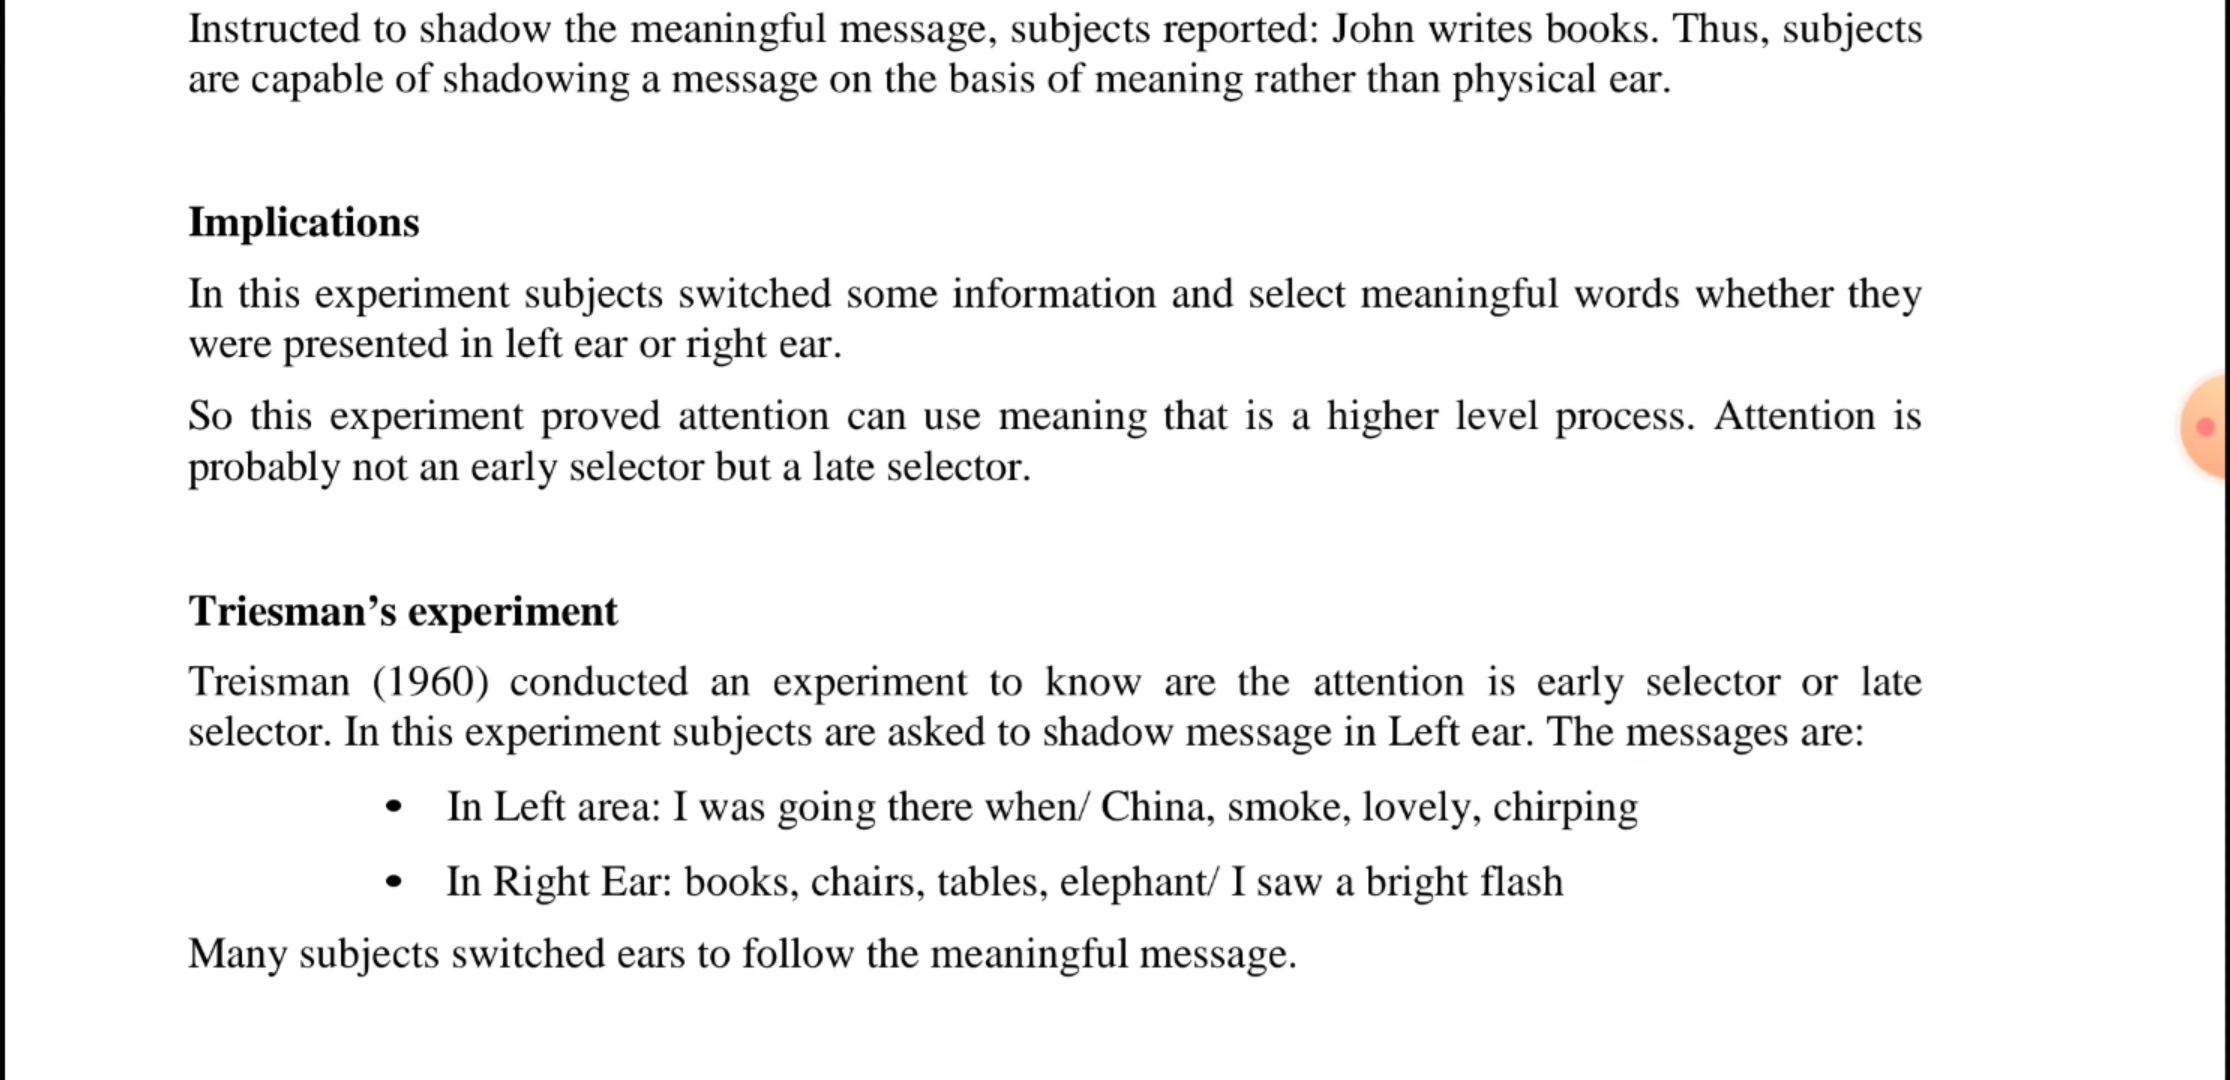 Instructed to shadow the meaningful message, subjects reported: John writes books. Thus, subjects
are capable of shadowing a message on the basis of meaning rather than physical ear.
Implications
In this experiment subjects switched some information and select meaningful words whether they
were presented in left ear or right ear.
So this experiment proved attention can use meaning that is a higher level process. Attention is
probably not an early selector but a late selector.
Triesman’s experiment
Treisman (1960) conducted an experiment to know are the attention is early selector or late
selector. In this experiment subjects are asked to shadow message in Left ear. The messages are:
• In Left area: I was going there when/ China, smoke, lovely, chirping
• In Right Ear: books, chairs, tables, elephant/ I saw a bright flash
Many subjects switched ears to follow the meaningful message.